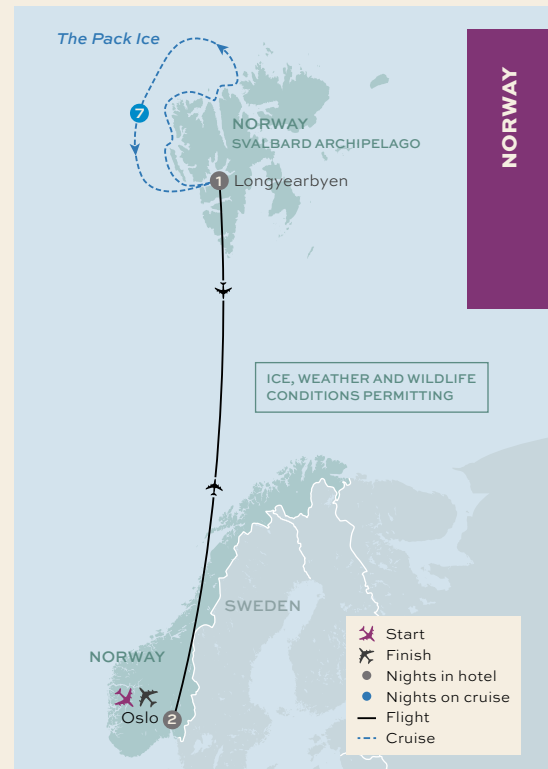 The Pack Ice
NORWAY
7
NORWAY
SVALBARD ARCHIPELAGO
1 Longyearbyen
ICE, WEATHER AND WILDLIFE
CONDITIONS PERMITTING
SWEDEN
NORWAY
Oslo 2
Start
Finish
Nights in hotel
Nights on cruise
Flight
Cruise